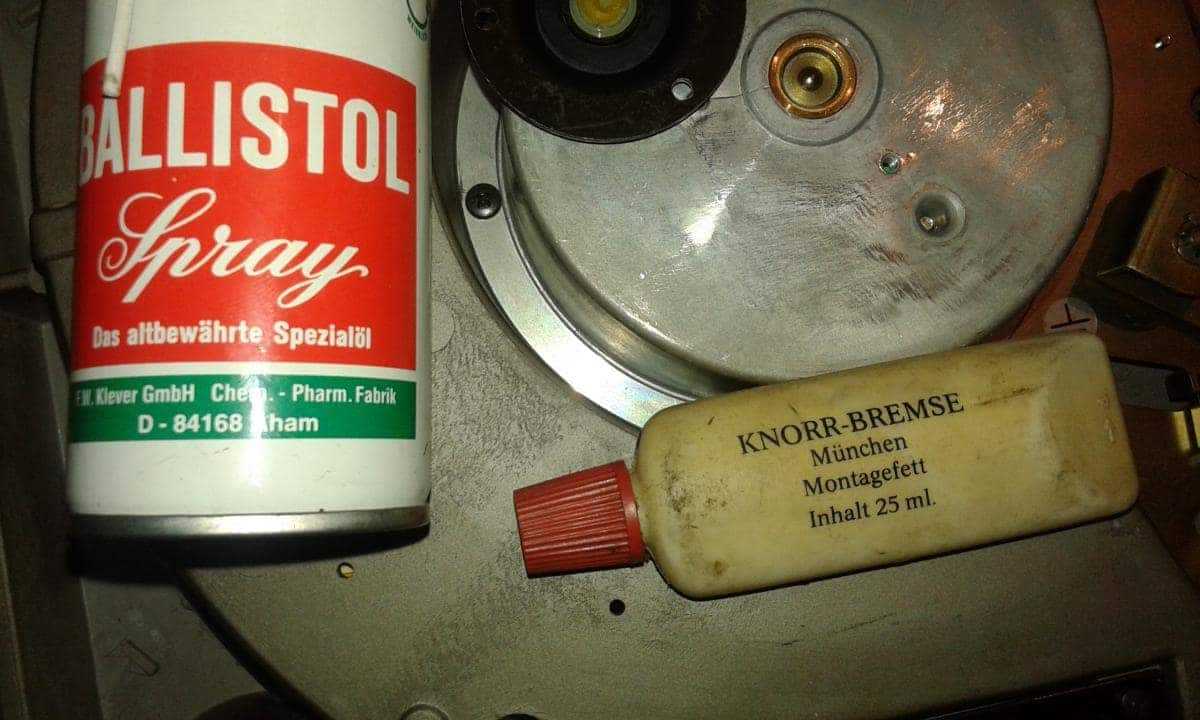 BALLISTOL
Spray
Das altbewährte Spezialöl
F.W. Klever GmbH Chem. - Pharm. Fabrik
D - 84168 Aham
KNORR-BREMSE
München
Montagefett
Inhalt 25 ml.